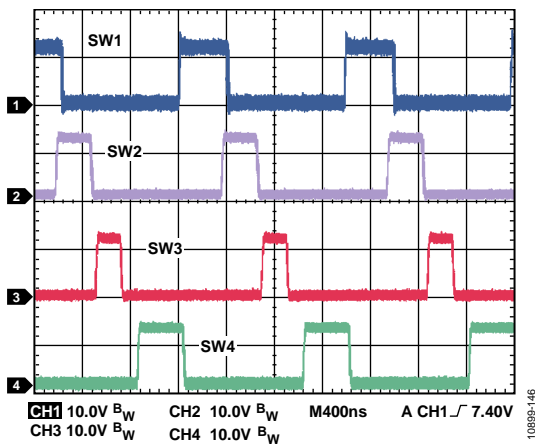 SW1
1
SW2
2
SW3
3
SW4
4
CH1 10.0V BW CH2 10.0V BW M400ns A CH1 7.40V
CH3 10.0V BW CH4 10.0V BW
10899-146